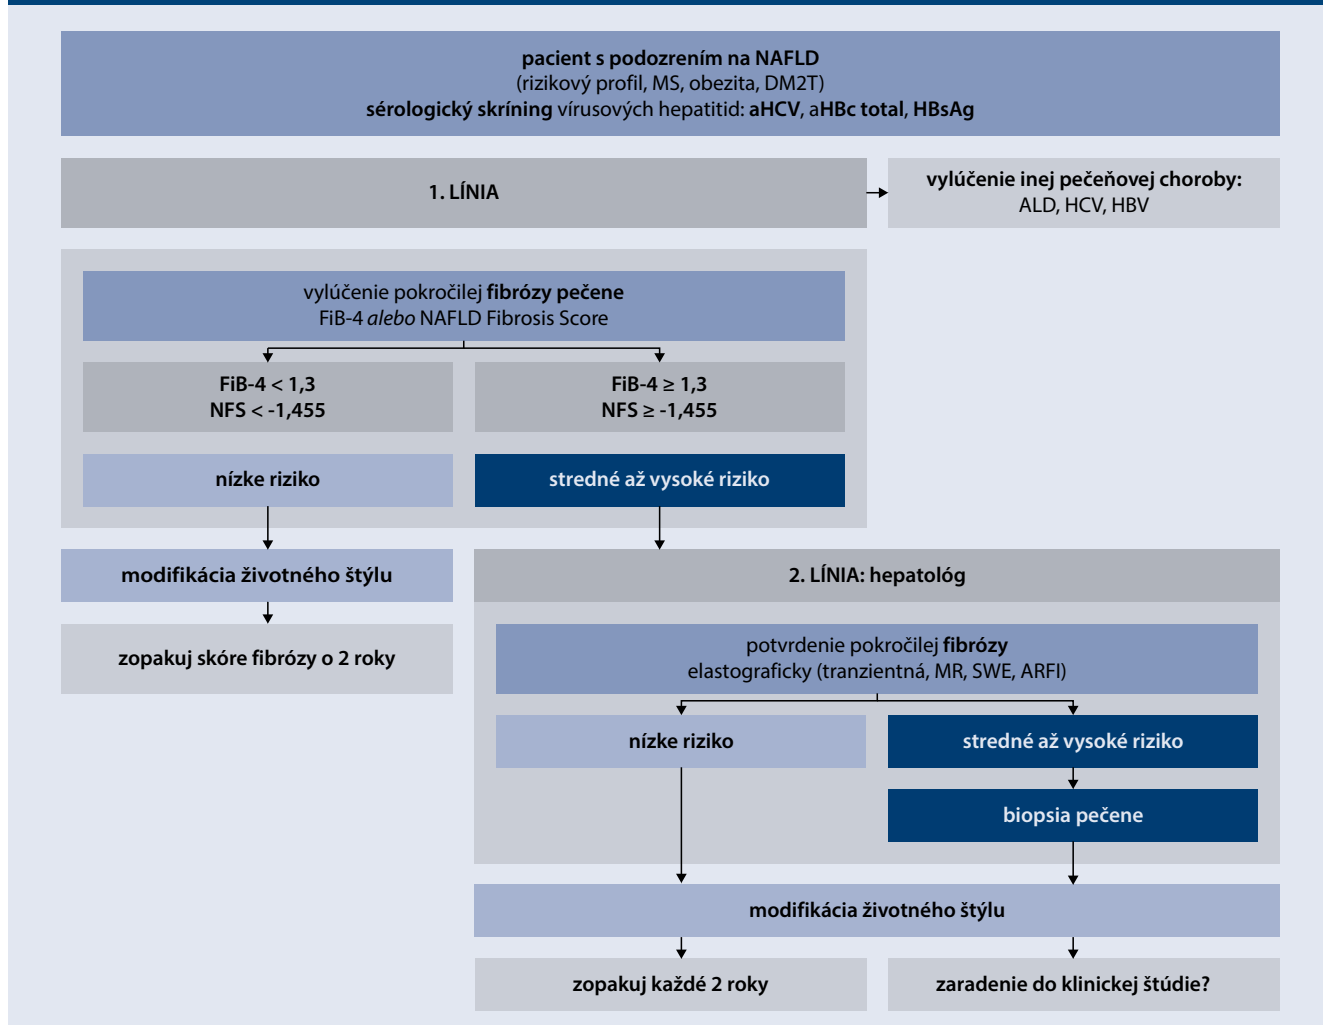 pacient s podozrením na NAFLD
(rizikový profil, MS, obezita, DM2T)
sérologický skríning vírusových hepatitid: aHCV, aHBc total, HBsAg
1. LÍNIA
vylúčenie inej pečeňovej choroby:
ALD, HCV, HBV
vylúčenie pokročilej fibrózy pečene
FiB-4 alebo NAFLD Fibrosis Score
FiB-4 < 1,3
NFS < -1,455
FiB-4 ≥ 1,3
NFS ≥ -1,455
nízke riziko
stredné až vysoké riziko
modifikácia životného štýlu
zopakuj skóre fibrózy o 2 roky
2. LÍNIA: hepatológ
potvrdenie pokročilej fibrózy
elastograficky (tranzientná, MR, SWE, ARFI)
nízke riziko
stredné až vysoké riziko
biopsia pečene
modifikácia životného štýlu
zopakuj každé 2 roky
zaradenie do klinickej štúdie?